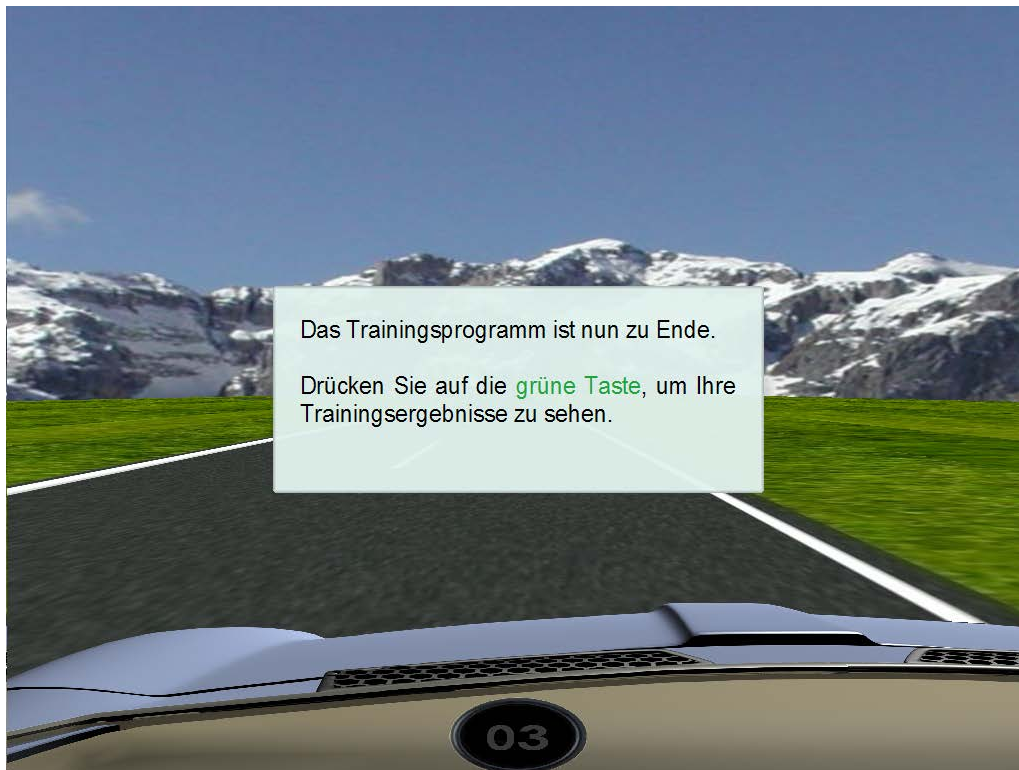 Das Trainingsprogramm ist nun zu Ende.
Drücken Sie auf die grüne Taste, um Ihre
Trainingsergebnisse zu sehen.
03